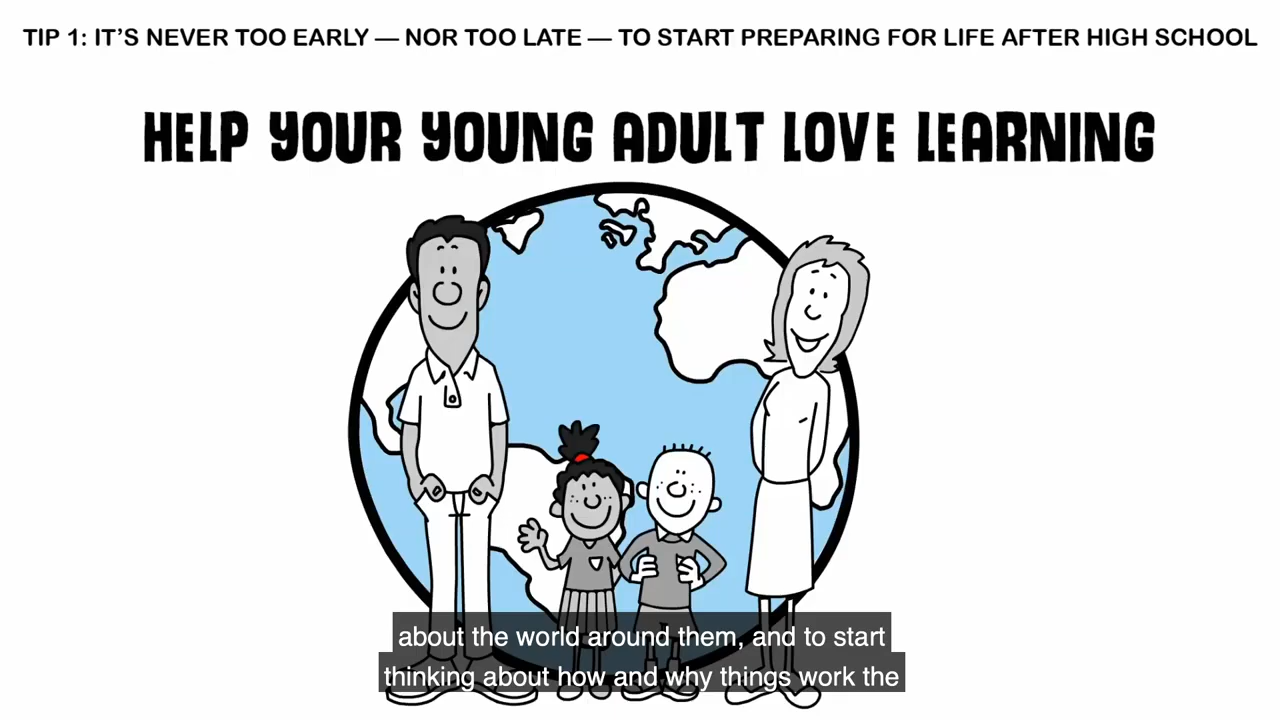 TIP 1: IT'S NEVER TOO EARLY — NOR TOO LATE — TO START PREPARING FOR LIFE AFTER HIGH SCHOOL
HELP YOUR YOUNG ADULT LOVE LEARNING
about the world around them, and to start
thinking about how and why things work the